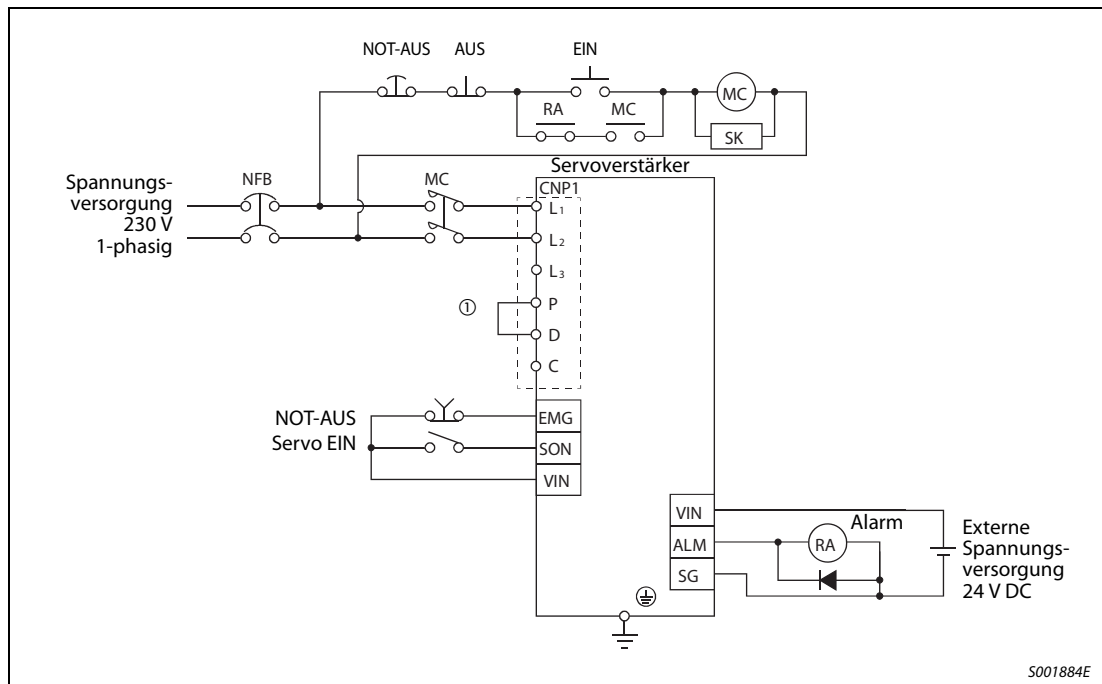 NOT-AUS AUS EIN
RA MC MC
SK
Servoverstärker
Spannungs-
versorgung
230 V
1-phasig
NFB MC CNP1
L1
L2
L3
① P
D
C
NOT-AUS
Servo EIN
EMG
SON
VIN
VIN
ALM
SG
Alarm
RA
Externe
Spannungs-
versorgung
24 V DC
S001884E